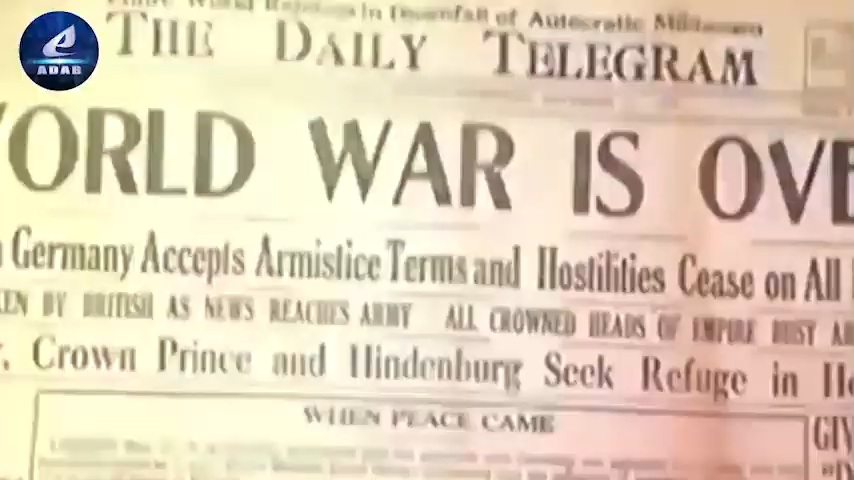 ADAB
in Downfall of Autocratic Militarism
THE DAILY TELEGRAM
ORLD WAR IS OVE
Germany Accepts Armistice Terms and Hostilities Cease on All
EN BY BRITISH AS NEWS REACHES ARMY ALL CROWNED HEADS OF EMPIRE MUST
Crown Prince and Hindenburg Seek Refuge in
WHEN PEACE CAME
GIV